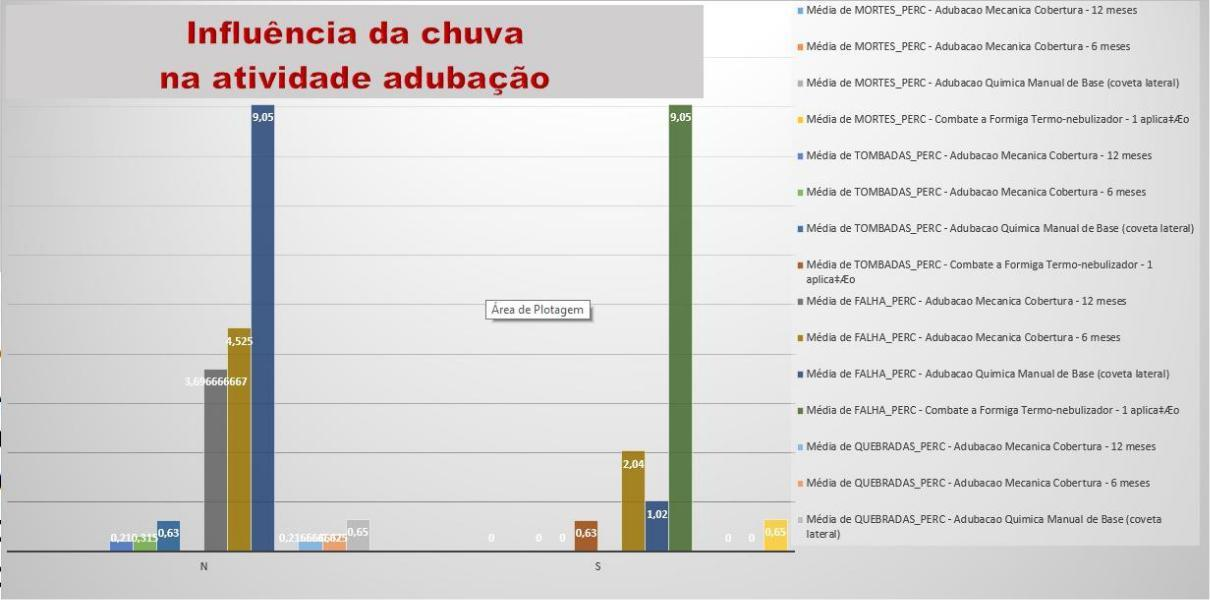 Influência da chuva
na atividade adubação
9,05
4,525
3,696666667
0,63
0,65
N
0
0
0
0,63
2,04
1,02
9,05
0
0
0,65
S
Área de Plotagem
Média de MORTES_PERC - Adubacao Mecanica Cobertura - 12 meses
Média de MORTES_PERC - Adubacao Mecanica Cobertura - 6 meses
Média de MORTES_PERC - Adubacao Quimica Manual de Base (coveta lateral)
Média de MORTES_PERC - Combate a Formiga Termo-nebulizador - 1 aplica‡Æo
Média de TOMBADAS_PERC - Adubacao Mecanica Cobertura - 12 meses
Média de TOMBADAS_PERC - Adubacao Mecanica Cobertura - 6 meses
Média de TOMBADAS_PERC - Adubacao Quimica Manual de Base (coveta lateral)
Média de TOMBADAS_PERC - Combate a Formiga Termo-nebulizador - 1
aplica‡Æo
Média de FALHA_PERC - Adubacao Mecanica Cobertura - 12 meses
Média de FALHA_PERC - Adubacao Mecanica Cobertura - 6 meses
Média de FALHA_PERC - Adubacao Quimica Manual de Base (coveta lateral)
Média de FALHA_PERC - Combate a Formiga Termo-nebulizador - 1 aplica‡Æo
Média de QUEBRADAS_PERC - Adubacao Mecanica Cobertura - 12 meses
Média de QUEBRADAS_PERC - Adubacao Mecanica Cobertura - 6 meses
Média de QUEBRADAS_PERC - Adubacao Quimica Manual de Base (coveta
lateral)